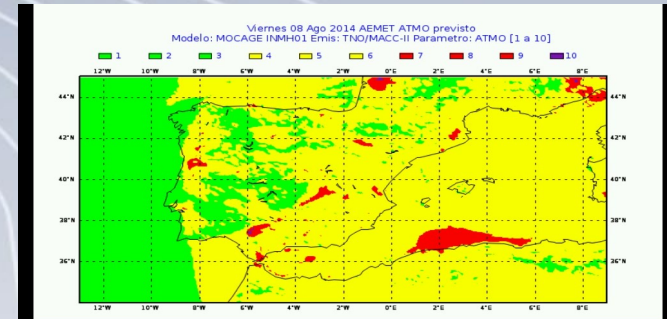 Viernes 08 Ago 2014 AEMET ATMO previsto
Modelo: MOCAGE INMH01 Emis: TNO/MACC-II Parametro: ATMO [1 a 10]
1 2 3 4 5 6 7 8 9 10
12°W 10°W 8°W 6°W 4°W 2°W 0°E 2°E 4°E 6°E 8°E
44°N 44°N
42°N 42°N
40°N 40°N
38°N 38°N
36°N 36°N
12°W 10°W 8°W 6°W 4°W 2°W 0°E 2°E 4°E 6°E 8°E